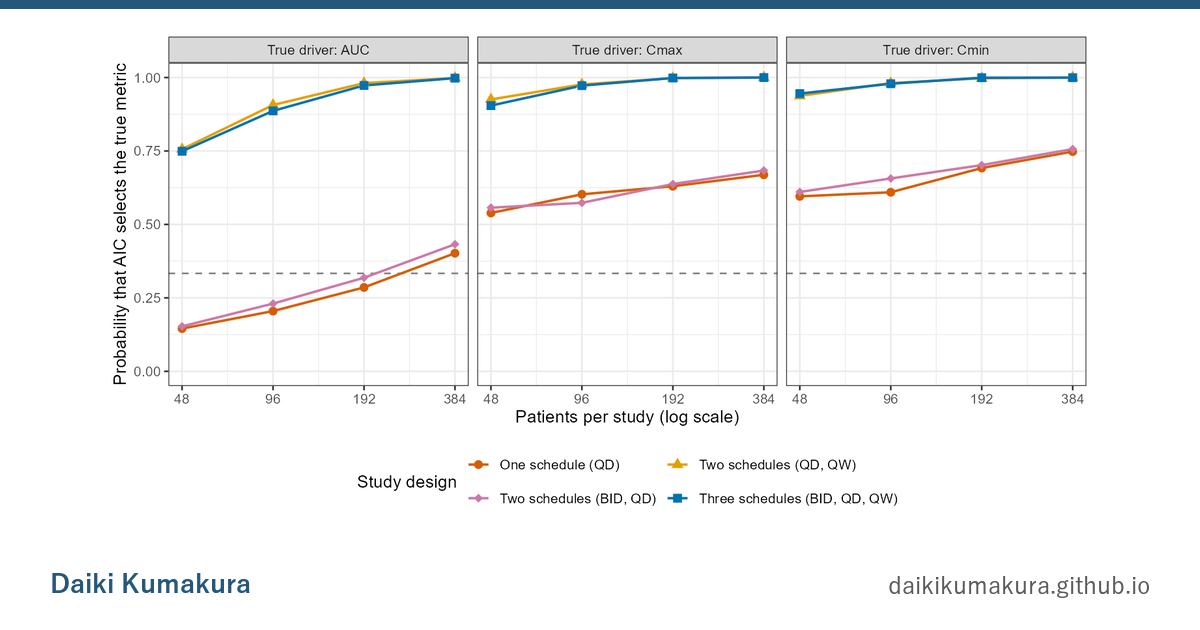 True driver: AUC
True driver: Cmax
True driver: Cmin
Probability that AIC selects the true metric
1.00
0.75
0.50
0.25
0.00
48 96 192 384
48 96 192 384
48 96 192 384
Patients per study (log scale)
Study design
One schedule (QD)
Two schedules (QD, QW)
Two schedules (BID, QD)
Three schedules (BID, QD, QW)
Daiki Kumakura
daikikumakura.github.io